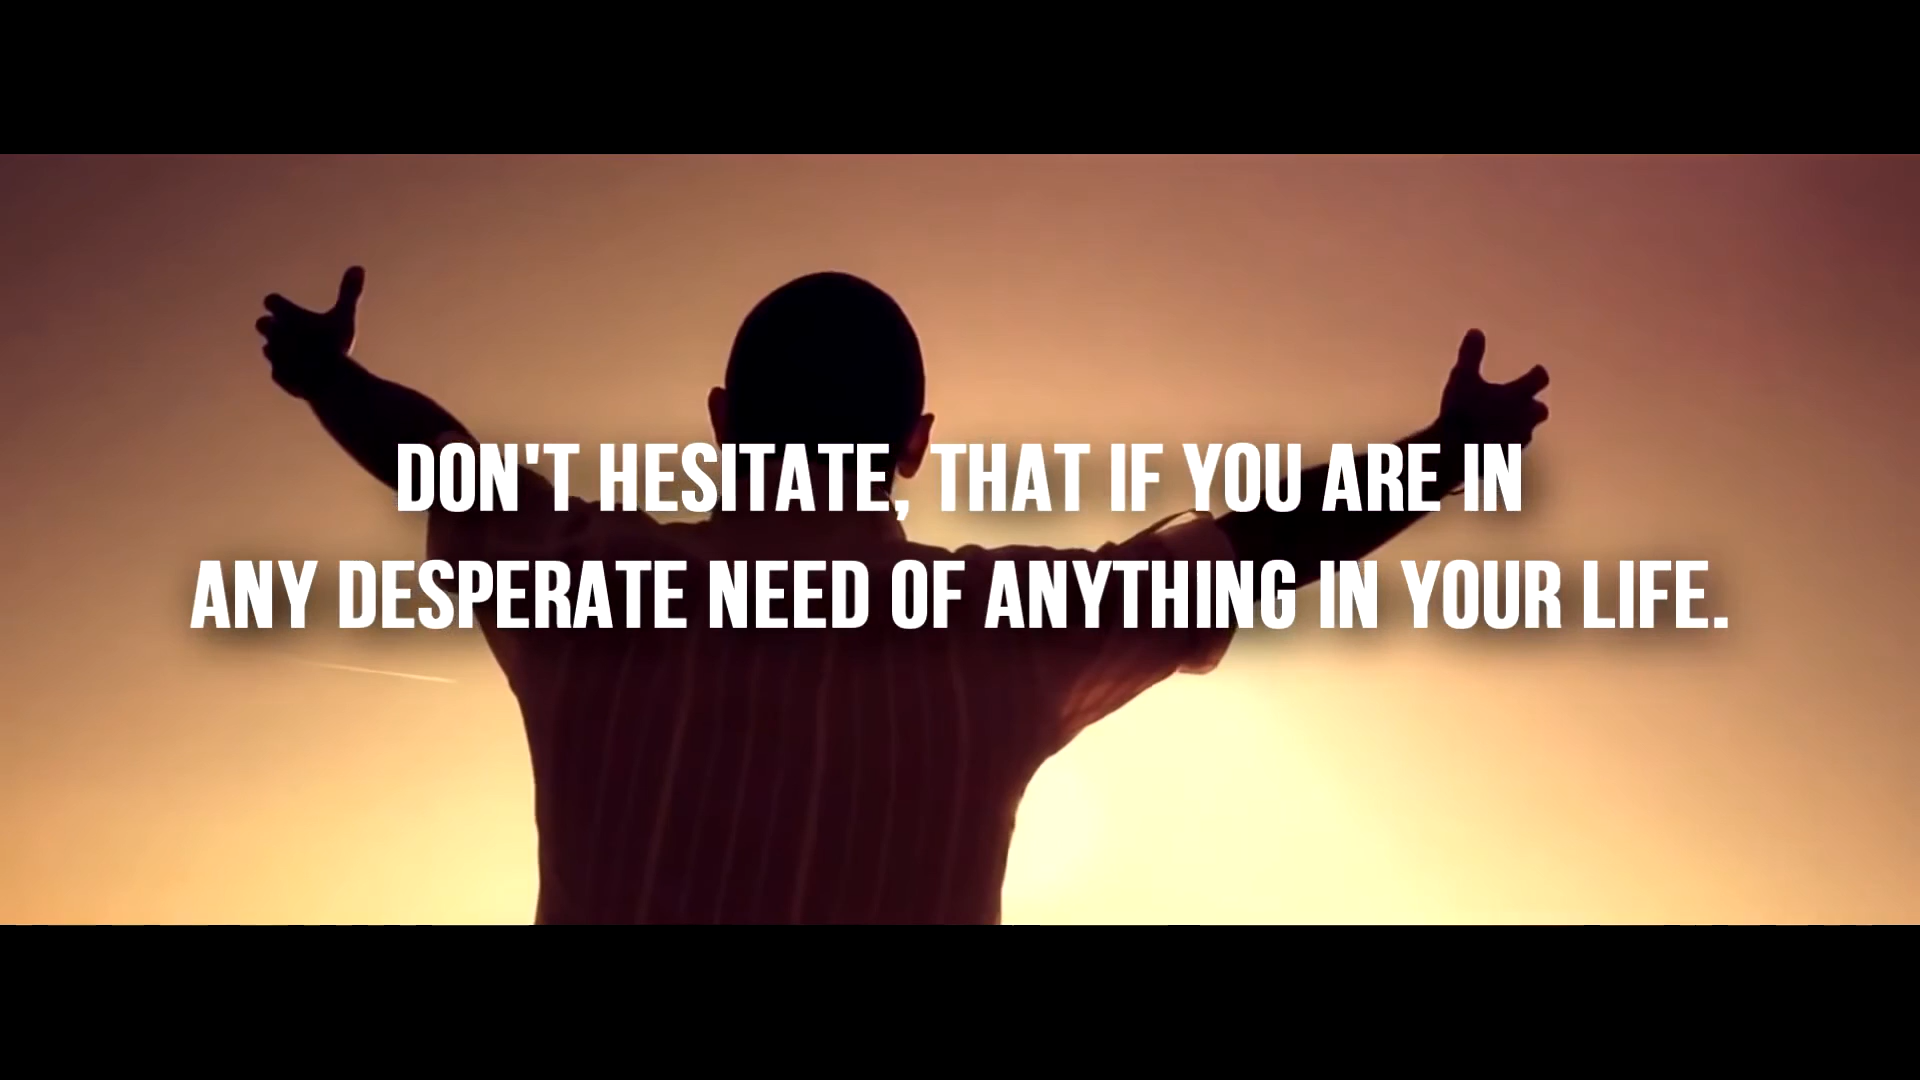 DON'T HESITATE, THAT IF YOU ARE IN
ANY DESPERATE NEED OF ANYTHING IN YOUR LIFE.